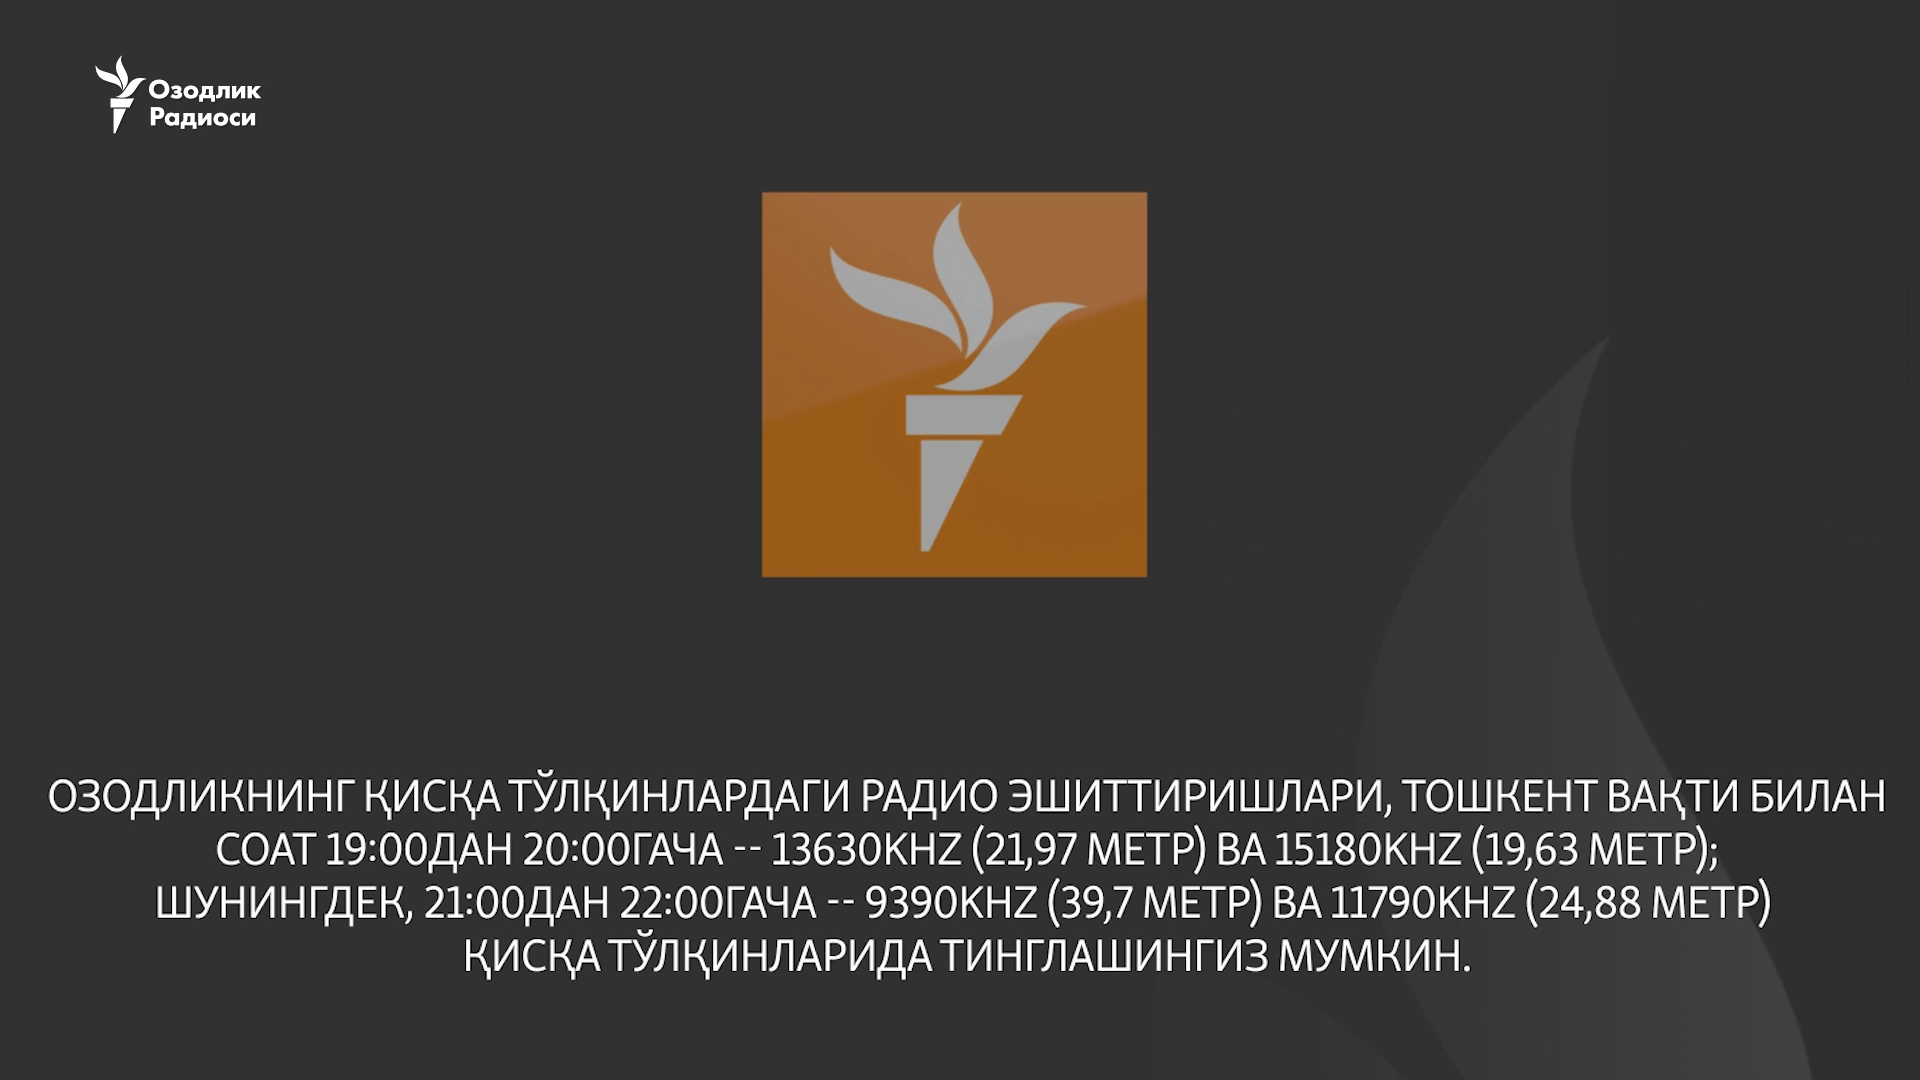 Озодлик
Радиоси
ОЗОДЛИКНИНГ ҚИСҚА ТЎЛҚИНЛАРДАГИ РАДИО ЭШИТТИРИШЛАРИ, ТОШКЕНТ ВАҚТИ БИЛАН
СОАТ 19:00ДАН 20:00ГАЧА -- 13630KHZ (21,97 МЕТР) ВА 15180KHZ (19,63 МЕТР);
ШУНИНГДЕК, 21:00ДАН 22:00ГАЧА -- 9390KHZ (39,7 МЕТР) ВА 11790KHZ (24,88 МЕТР)
ҚИСҚА ТЎЛҚИНЛАРИДА ТИНГЛАШИНГИЗ МУМКИН.